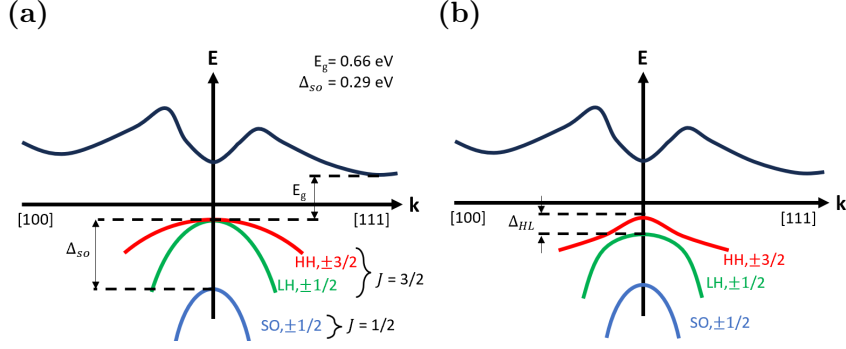 (a)
E
E_g= 0.66 eV
Δ_so = 0.29 eV
E_g
k
[100]
[111]
Δ_so
HH,±3/2
LH,±1/2
J = 3/2
SO,±1/2
J = 1/2
(b)
E
k
[100]
[111]
Δ_HL
HH,±3/2
LH,±1/2
SO,±1/2